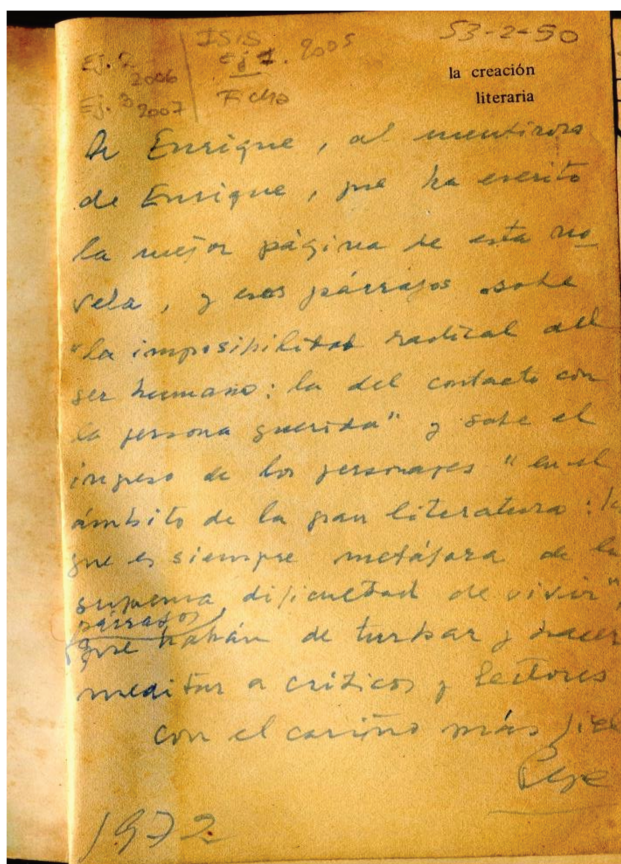 53-2-50
ISIS
Ej. 1. 2005
Ej. 2
2006
Ficha
Ej. 3 2007
la creación
literaria
A Enrique, al mentiroso
de Enrique, que ha escrito
la mejor página de esta no
vela, y esos párrafos sobre
"la imposibilidad radical del
ser humano: la del contacto con
la persona querida" y sobre el
ingreso de los personajes "en el
ámbito de la gran literatura: la
que es siempre metáfora de la
suprema dificultad de vivir",
párrafos,
que habrán de turbar y hacer
meditar a críticos y lectores
con el cariño más fiel
Pepe
1972